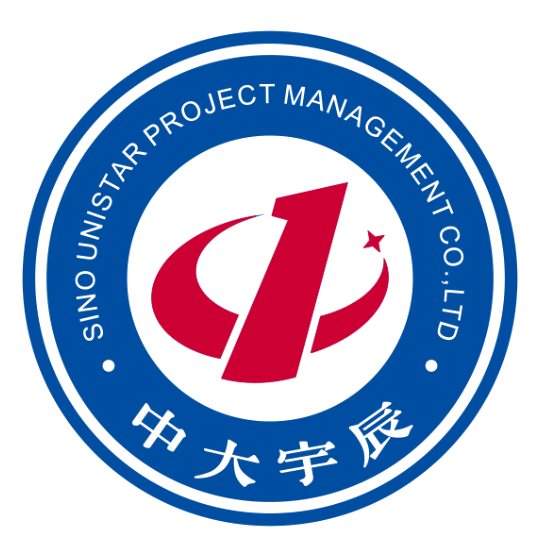 SINO UNISTAR PROJECT MANAGEMENT CO.,LTD
中大宇辰